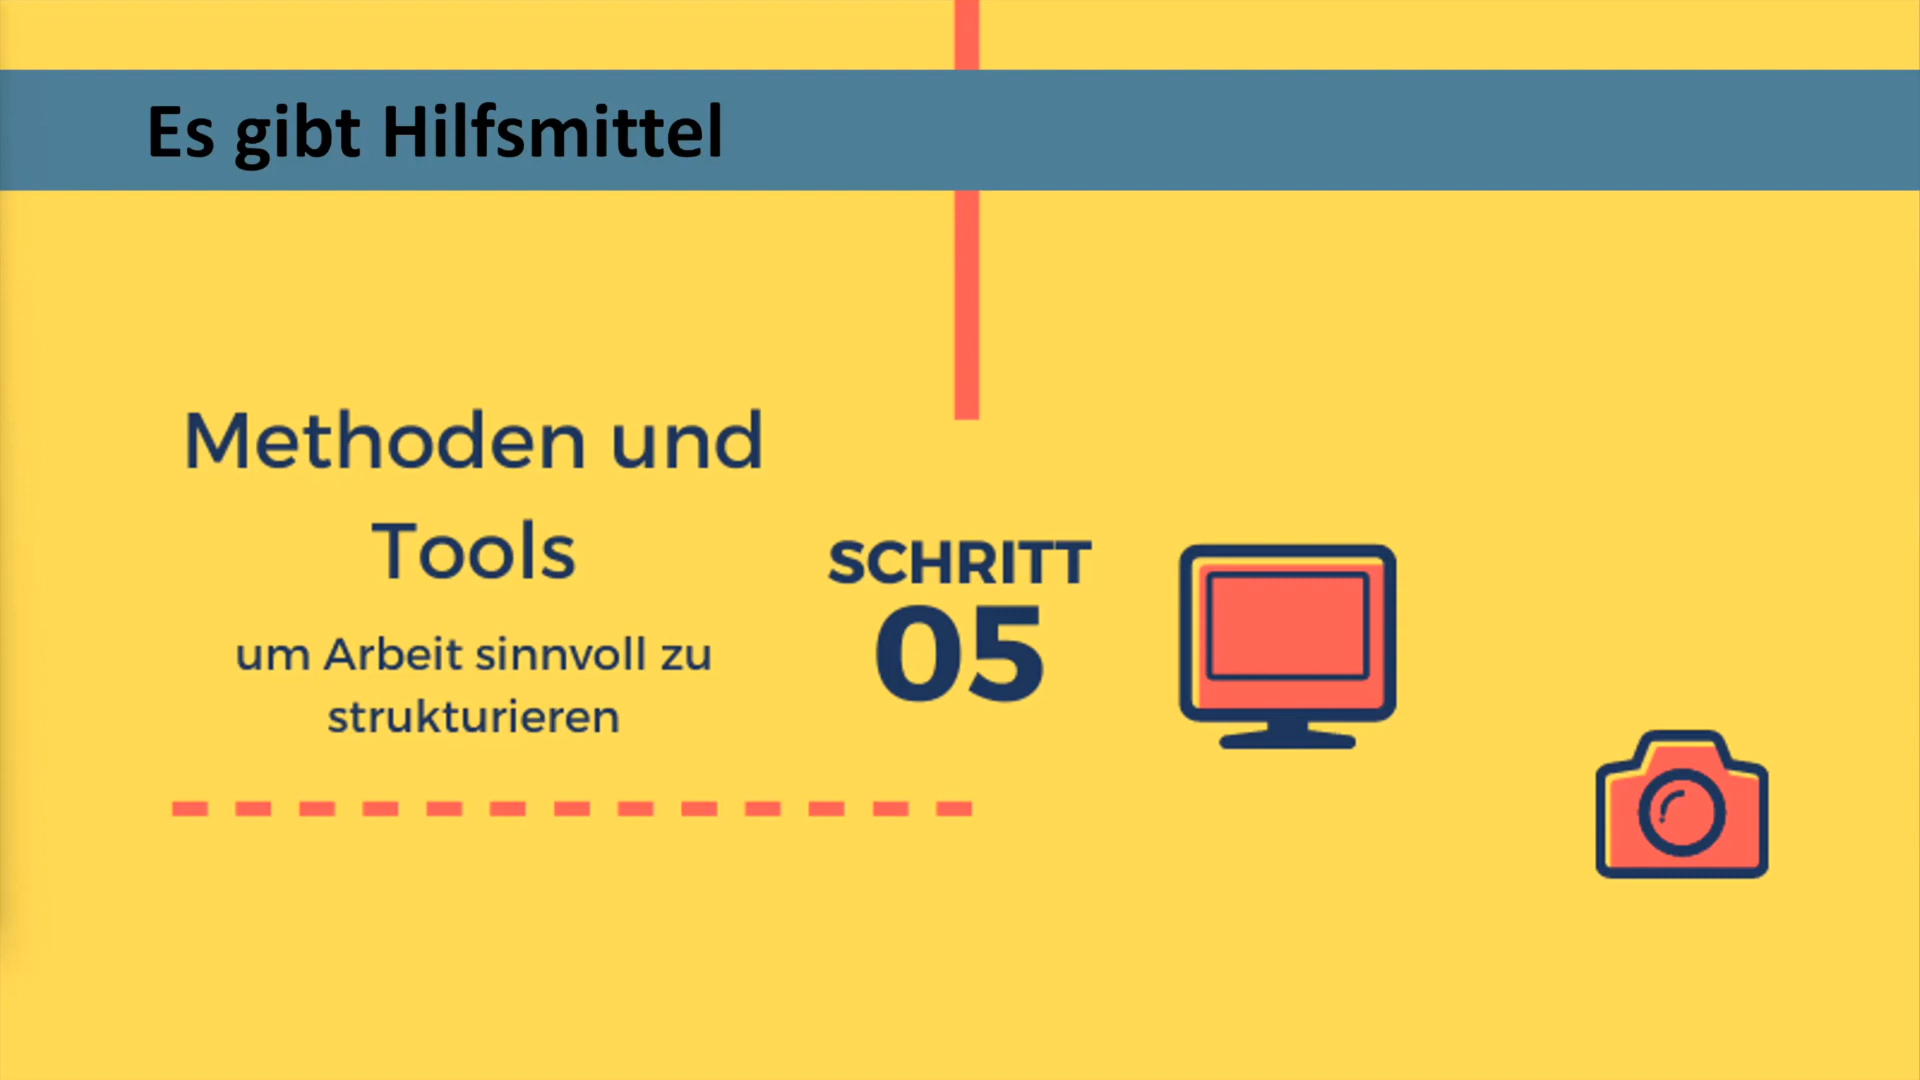 Es gibt Hilfsmittel
Methoden und
Tools
um Arbeit sinnvoll zu
strukturieren
SCHRITT
05